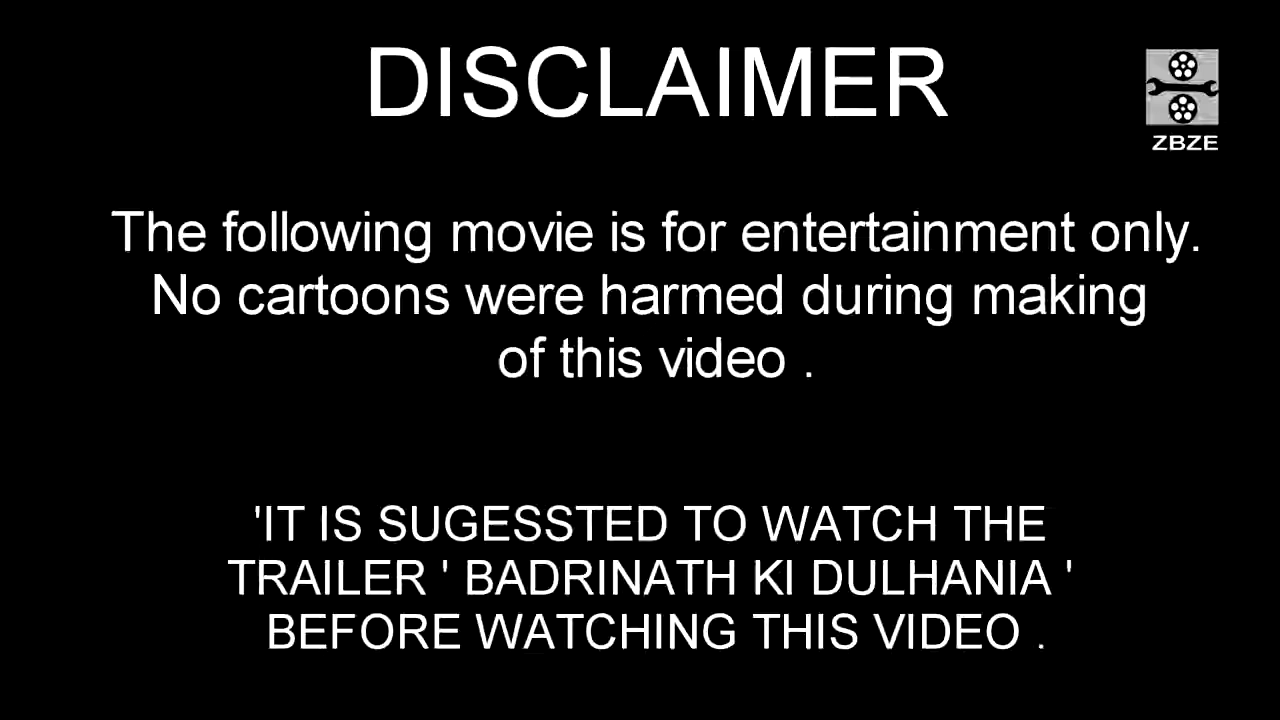 DISCLAIMER
ZBZE
The following movie is for entertainment only.
No cartoons were harmed during making
of this video .
'IT IS SUGESSTED TO WATCH THE
TRAILER ' BADRINATH KI DULHANIA '
BEFORE WATCHING THIS VIDEO .